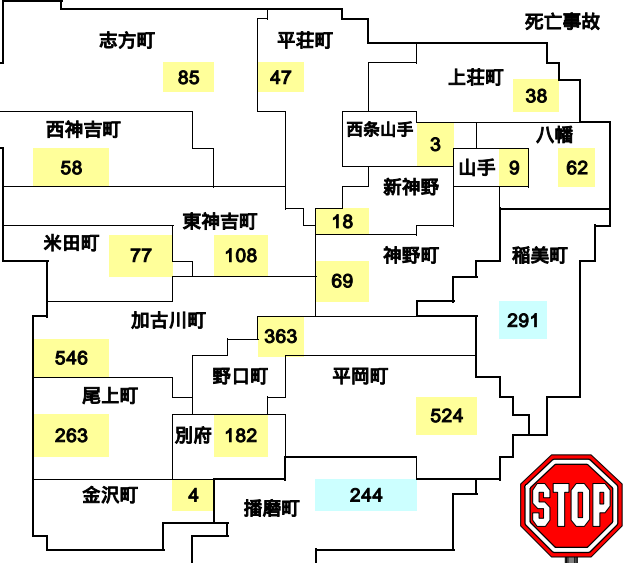 死亡事故
志方町
85
平荘町
47
上荘町
38
西神吉町
58
西条山手
3
八幡
62
山手
9
新神野
18
東神吉町
108
米田町
77
神野町
69
稲美町
291
加古川町
546
363
野口町
平岡町
524
尾上町
263
別府
182
金沢町
4
播磨町
244
STOP